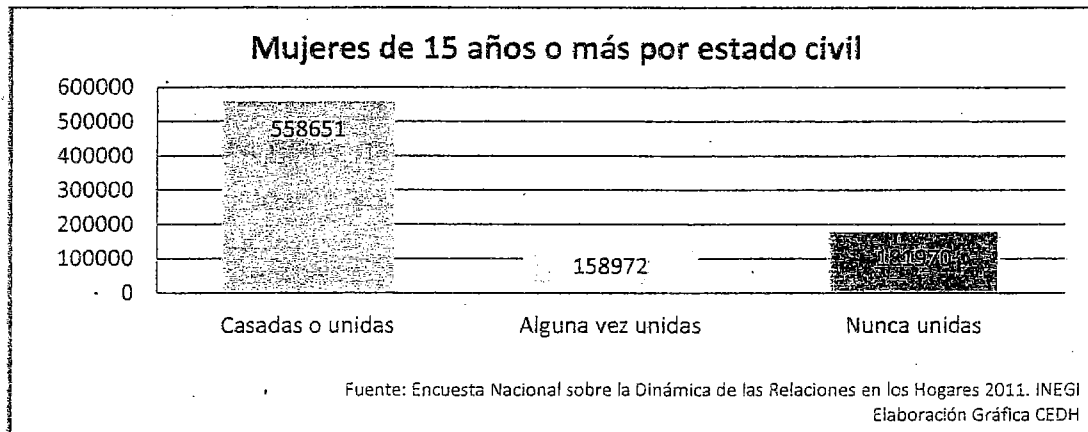 Mujeres de 15 años o más por estado civil
600000
500000
400000
300000
200000
100000
0
558651
158972
181970
Casadas o unidas
Alguna vez unidas
Nunca unidas
Fuente: Encuesta Nacional sobre la Dinámica de las Relaciones en los Hogares 2011. INEGI
Elaboración Gráfica CEDH